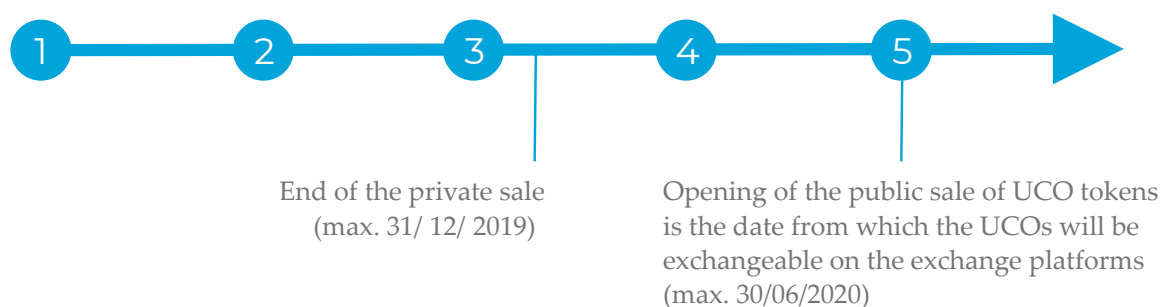 1 2 3 4 5
End of the private sale
(max. 31/ 12/ 2019)
Opening of the public sale of UCO tokens
is the date from which the UCOs will be
exchangeable on the exchange platforms
(max. 30/06/2020)